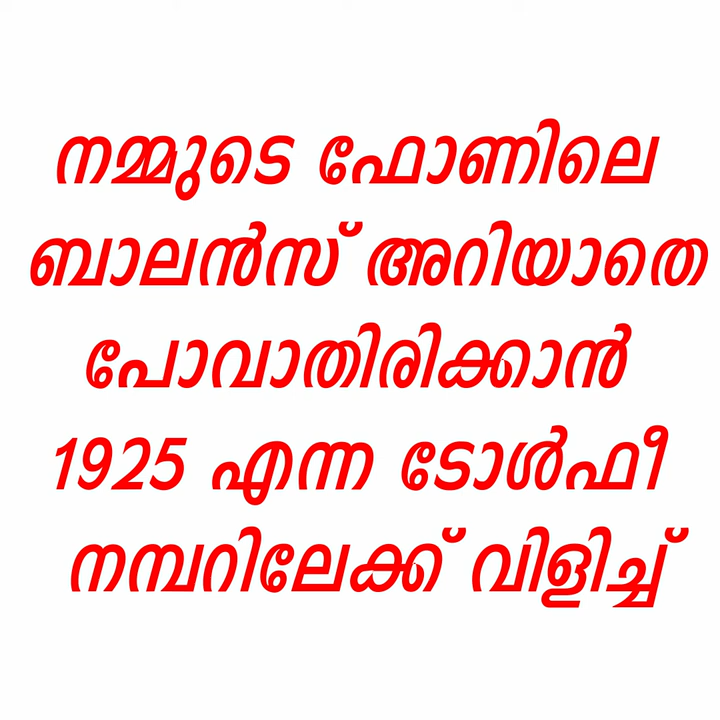 നമ്മുടെ ഫോണിലെ
ബാലൻസ് അറിയാതെ
പോവാതിരിക്കാൻ
1925 എന്ന ടോൾഫീ
നമ്പറിലേക്ക് വിളിച്ച്